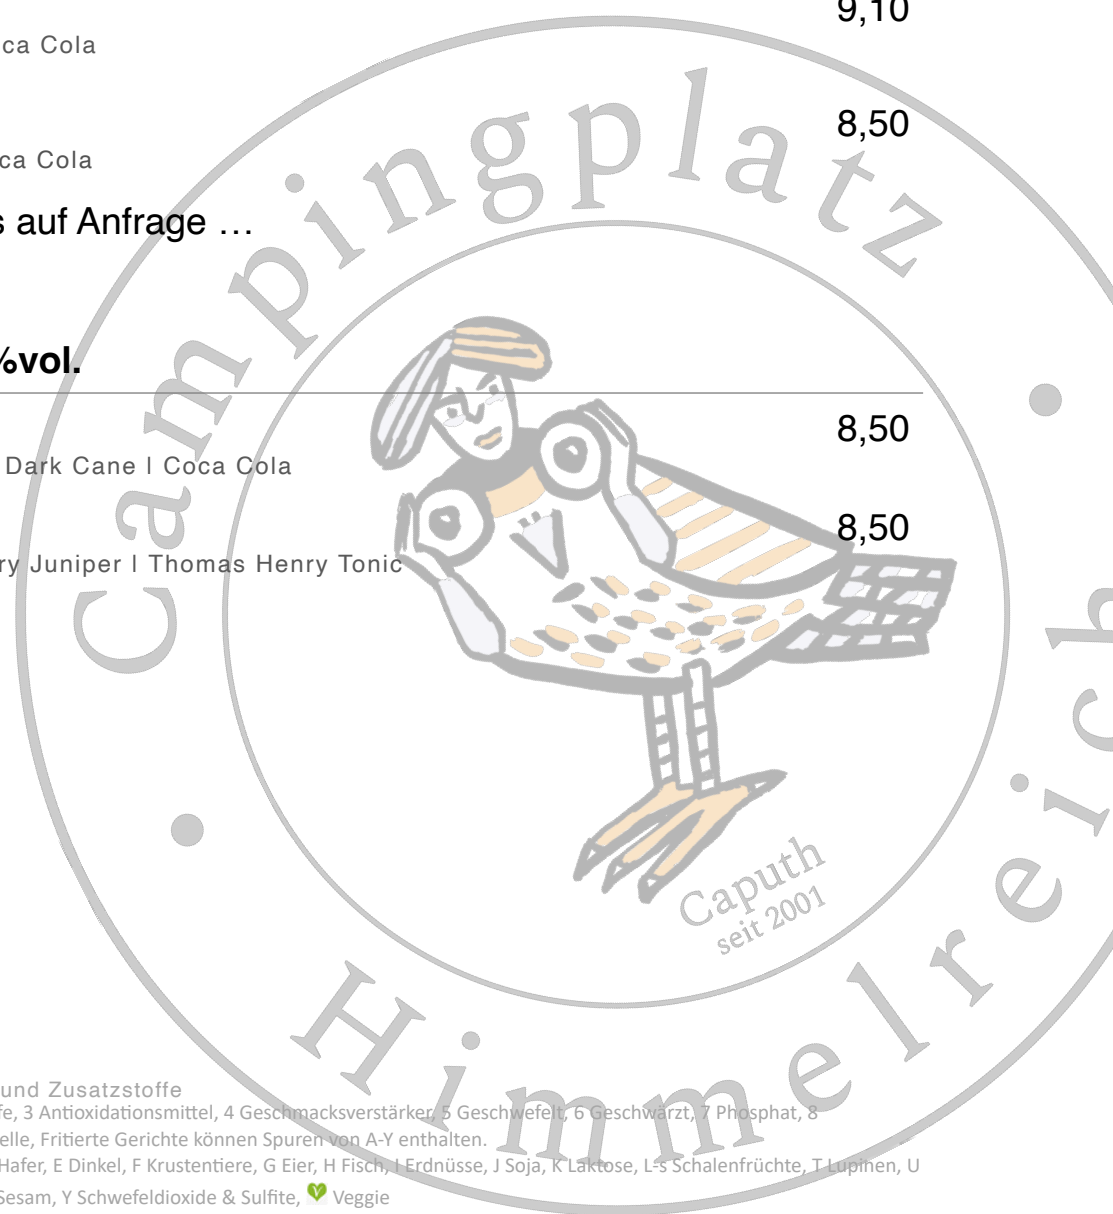 9,10
ca Cola
8,50
ca Cola
s auf Anfrage …
%vol.
8,50
Dark Cane I Coca Cola
8,50
ry Juniper I Thomas Henry Tonic
Campingplatz
Himmelreich
Caputh
seit 2001
und Zusatzstoffe
fe, 3 Antioxidationsmittel, 4 Geschmacksverstärker, 5 Geschwefelt, 6 Geschwärzt, 7 Phosphat, 8
elle, Fritierte Gerichte können Spuren von A-Y enthalten.
Hafer, E Dinkel, F Krustentiere, G Eier, H Fisch, I Erdnüsse, J Soja, K Laktose, L-s Schalenfrüchte, T Lupinen, U
Sesam, Y Schwefeldioxide & Sulfite, Veggie